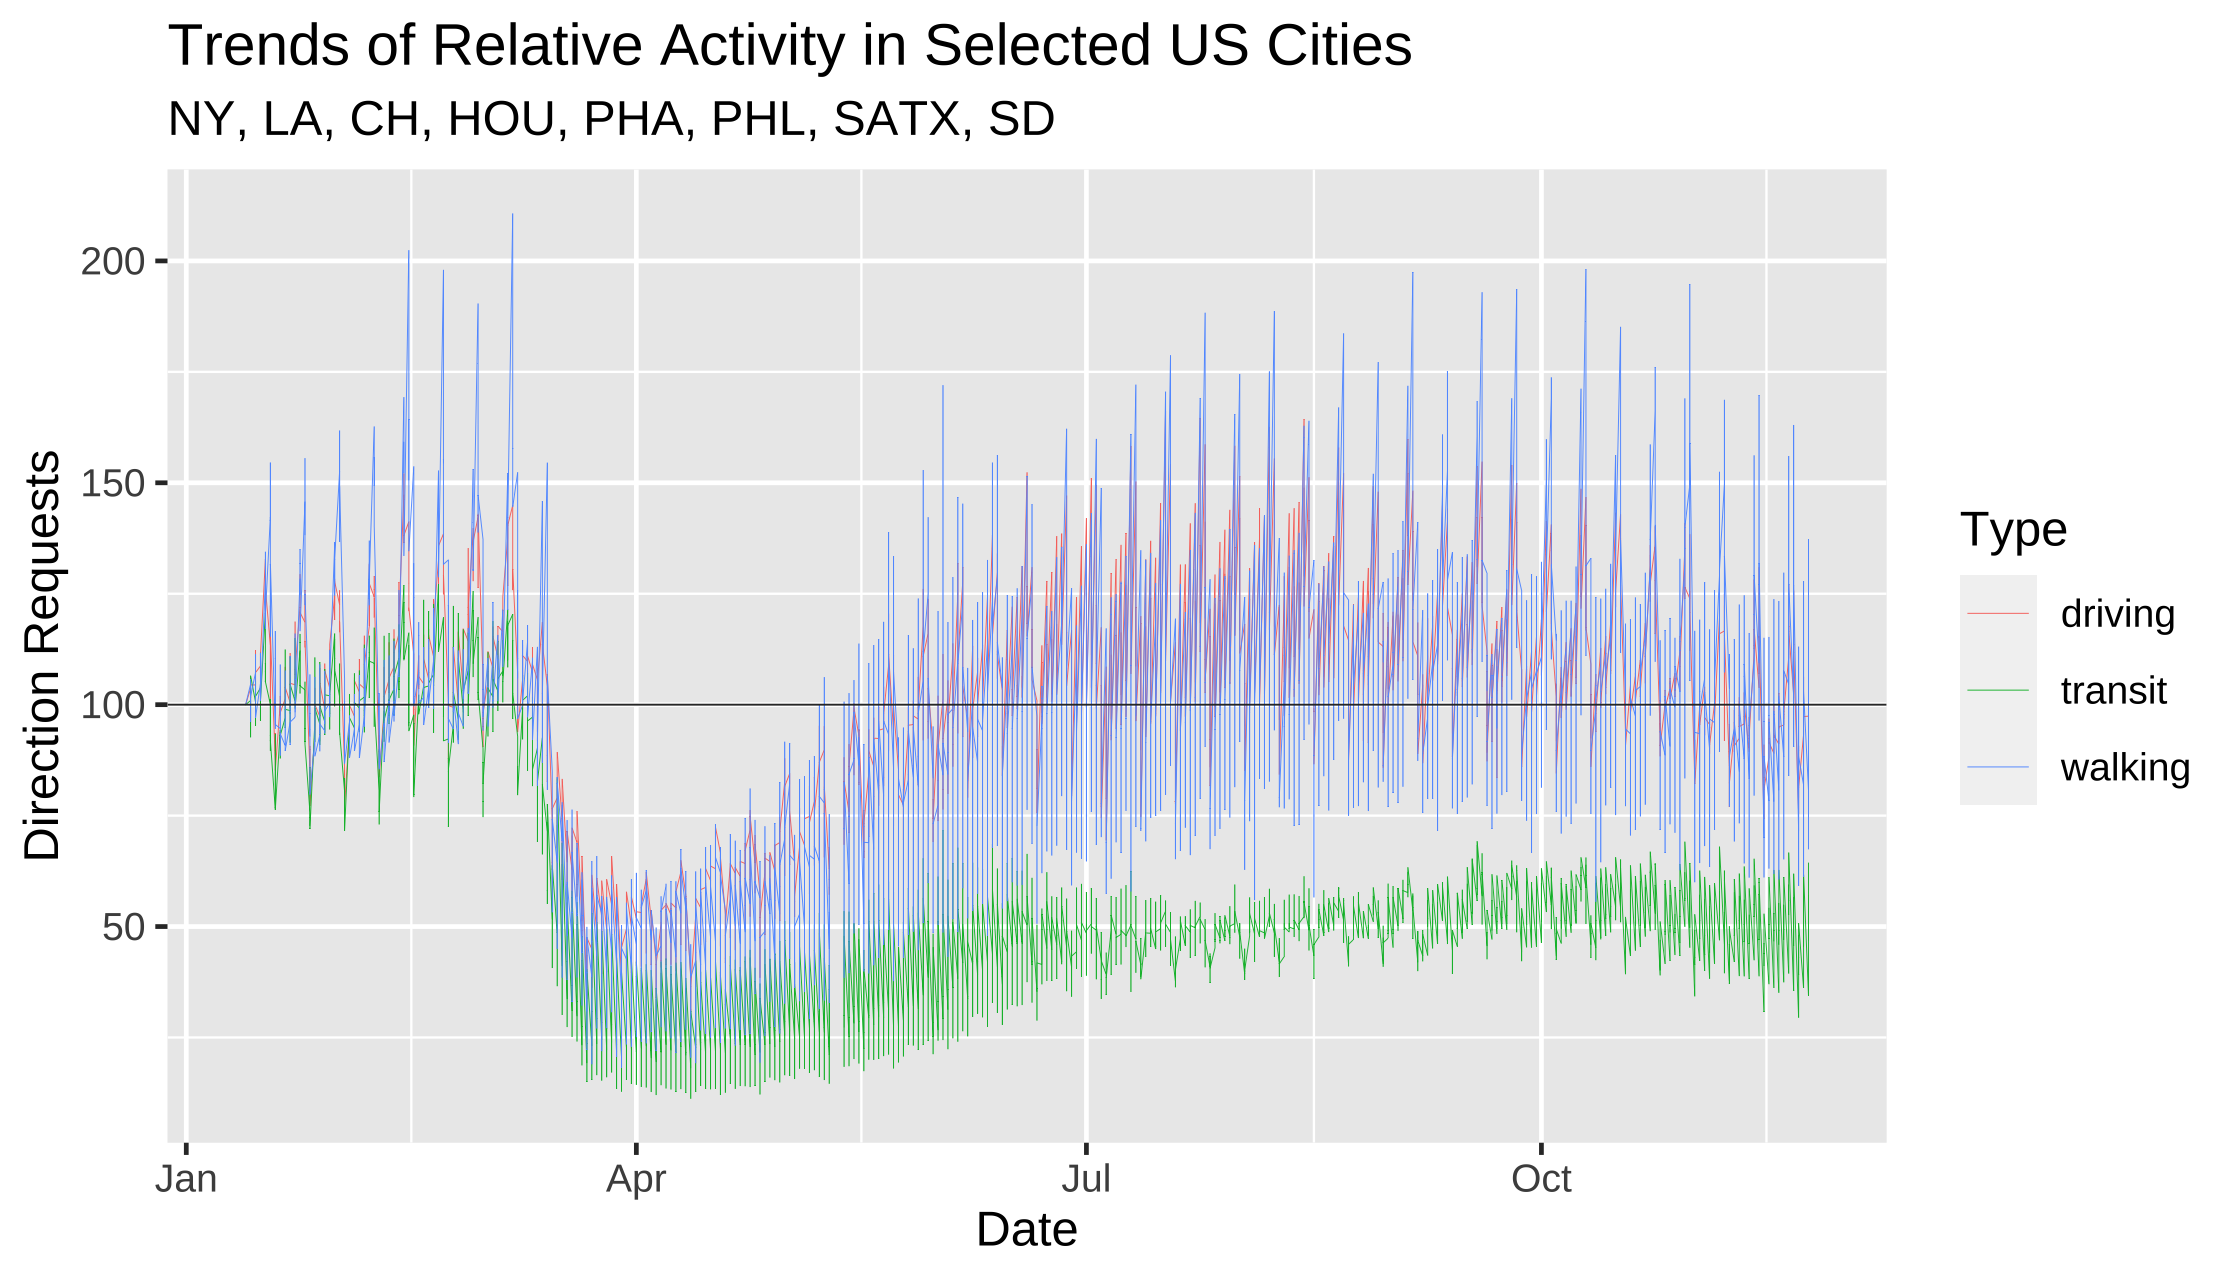 Trends of Relative Activity in Selected US Cities
NY, LA, CH, HOU, PHA, PHL, SATX, SD
Direction Requests
200
150
100
50
Jan Apr Jul Oct
Date
Type
driving
transit
walking